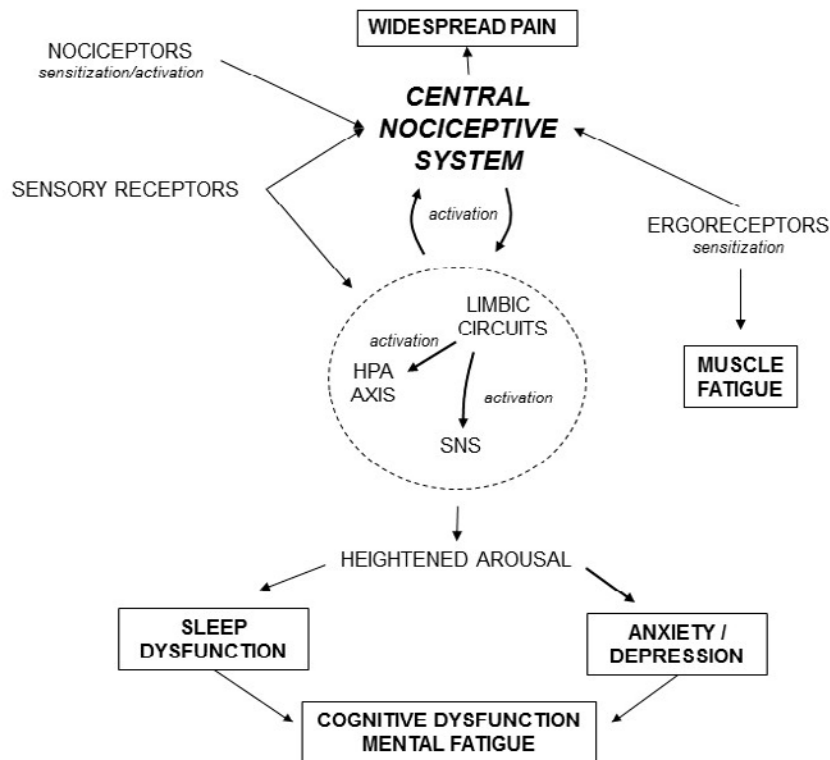 WIDESPREAD PAIN
NOCICEPTORS
sensitization/activation
CENTRAL
NOCICEPTIVE
SYSTEM
SENSORY RECEPTORS
activation
ERGORECEPTORS
sensitization
LIMBIC
CIRCUITS
activation
HPA
AXIS
activation
SNS
MUSCLE
FATIGUE
HEIGHTENED AROUSAL
SLEEP
DYSFUNCTION
ANXIETY /
DEPRESSION
COGNITIVE DYSFUNCTION
MENTAL FATIGUE